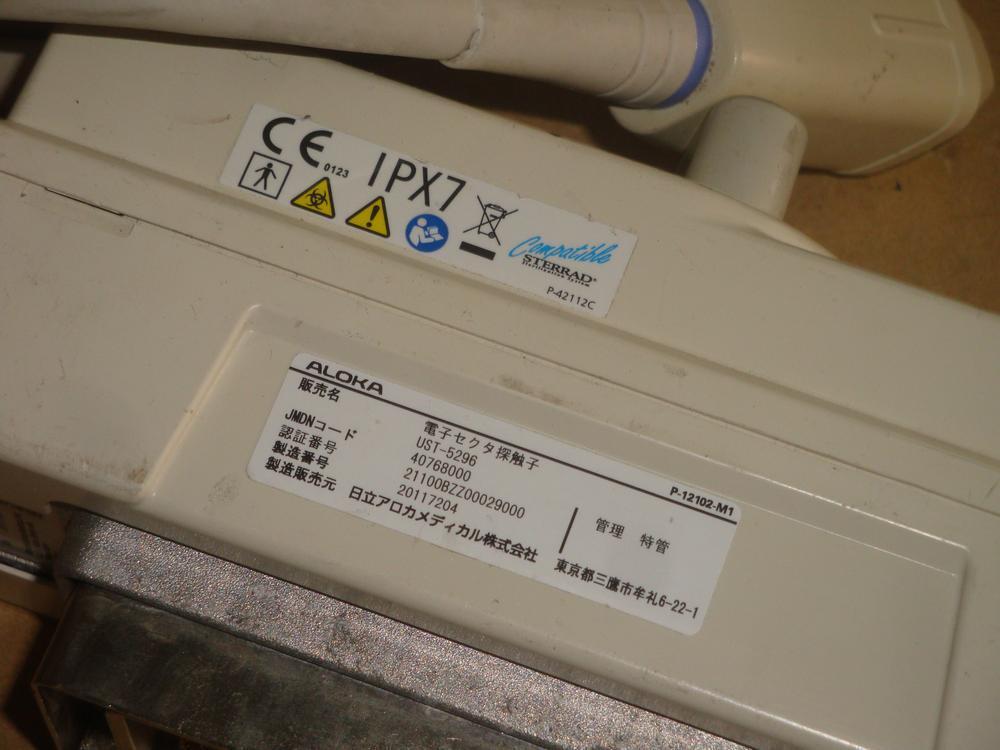 CE 0123 IPX7
Compatible
STERRAD®
Sterilization System
P-42112C
ALOKA
P-12102-M1
販売名 電子セクタ探触子
UST-5296
JMDNコード 40768000
認証番号 21100BZZ00029000
製造番号 20117204
管理 特管
製造販売元 日立アロカメディカル株式会社 東京都三鷹市牟礼6-22-1